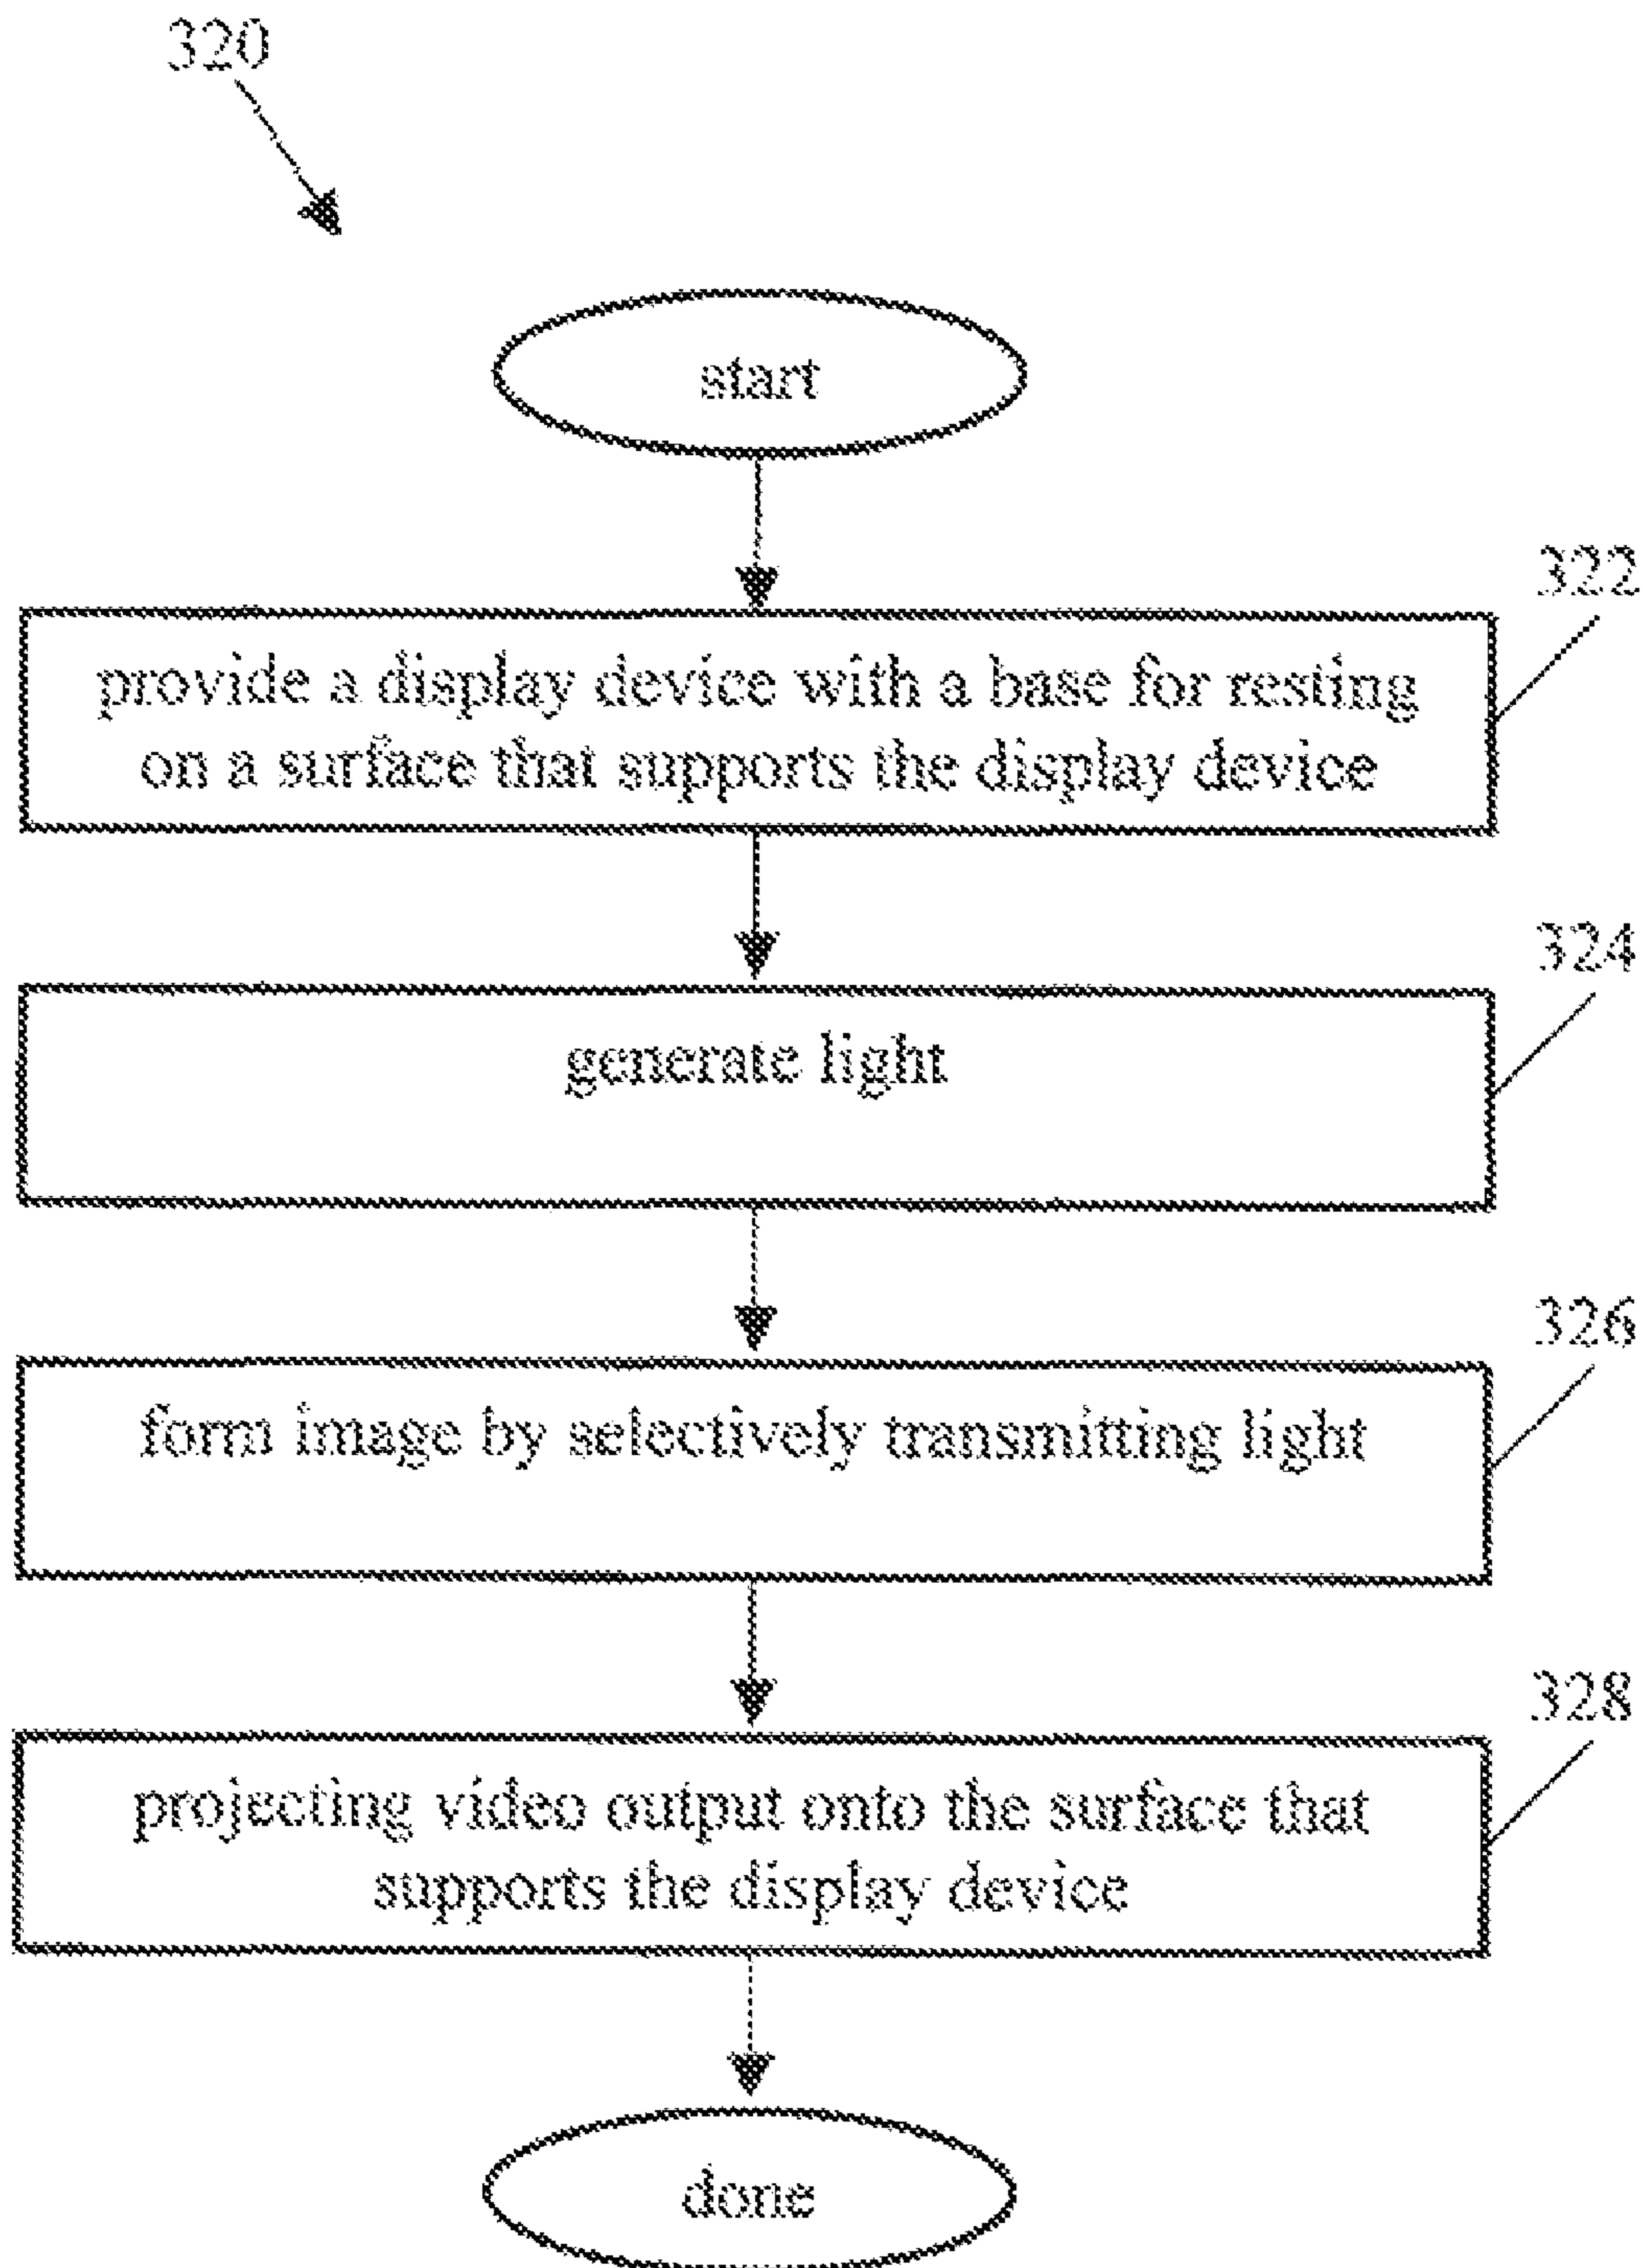 320
start
322
provide a display device with a base for resting
on a surface that supports the display device
324
generate light
326
form image by selectively transmitting light
328
projecting video output onto the surface that
supports the display device
done